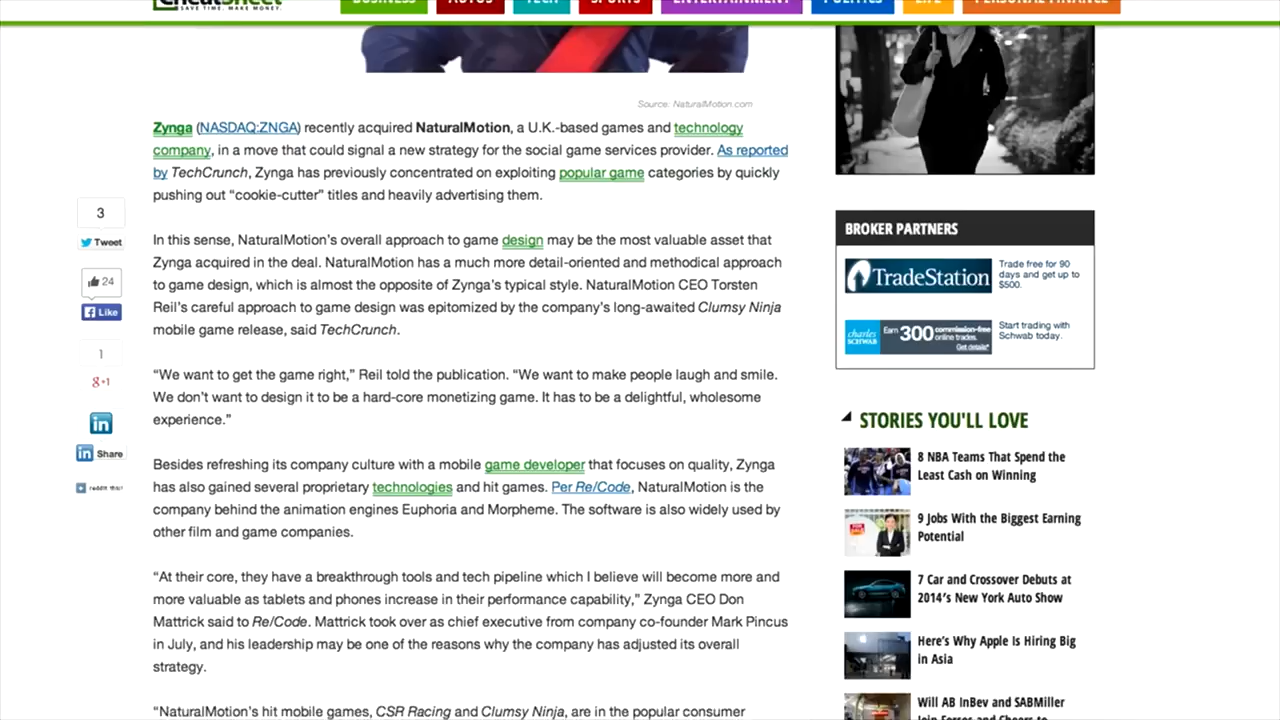 CheatSheet
SAVE TIME. MAKE MONEY.
BUSINESS AUTOS TECH SPORTS ENTERTAINMENT POLITICS LIFE PERSONAL FINANCE
Source: NaturalMotion.com
Zynga (NASDAQ:ZNGA) recently acquired NaturalMotion, a U.K.-based games and technology
company, in a move that could signal a new strategy for the social game services provider. As reported
by TechCrunch, Zynga has previously concentrated on exploiting popular game categories by quickly
pushing out “cookie-cutter” titles and heavily advertising them.
In this sense, NaturalMotion’s overall approach to game design may be the most valuable asset that
Zynga acquired in the deal. NaturalMotion has a much more detail-oriented and methodical approach
to game design, which is almost the opposite of Zynga’s typical style. NaturalMotion CEO Torsten
Reil’s careful approach to game design was epitomized by the company’s long-awaited Clumsy Ninja
mobile game release, said TechCrunch.
“We want to get the game right,” Reil told the publication. “We want to make people laugh and smile.
We don’t want to design it to be a hard-core monetizing game. It has to be a delightful, wholesome
experience.”
Besides refreshing its company culture with a mobile game developer that focuses on quality, Zynga
has also gained several proprietary technologies and hit games. Per Re/Code, NaturalMotion is the
company behind the animation engines Euphoria and Morpheme. The software is also widely used by
other film and game companies.
“At their core, they have a breakthrough tools and tech pipeline which I believe will become more and
more valuable as tablets and phones increase in their performance capability,” Zynga CEO Don
Mattrick said to Re/Code. Mattrick took over as chief executive from company co-founder Mark Pincus
in July, and his leadership may be one of the reasons why the company has adjusted its overall
strategy.
“NaturalMotion’s hit mobile games, CSR Racing and Clumsy Ninja, are in the popular consumer
3
Tweet
24
Like
1
g+1
in
in Share
reddit this!
BROKER PARTNERS
TradeStation
Trade free for 90
days and get up to
$500.
charles
SCHWAB
Earn 300 commission-free
online trades.
Get details*
Start trading with
Schwab today.
STORIES YOU'LL LOVE
8 NBA Teams That Spend the
Least Cash on Winning
9 Jobs With the Biggest Earning
Potential
7 Car and Crossover Debuts at
2014’s New York Auto Show
Here’s Why Apple Is Hiring Big
in Asia
Will AB InBev and SABMiller
Join Forces and Cheers to